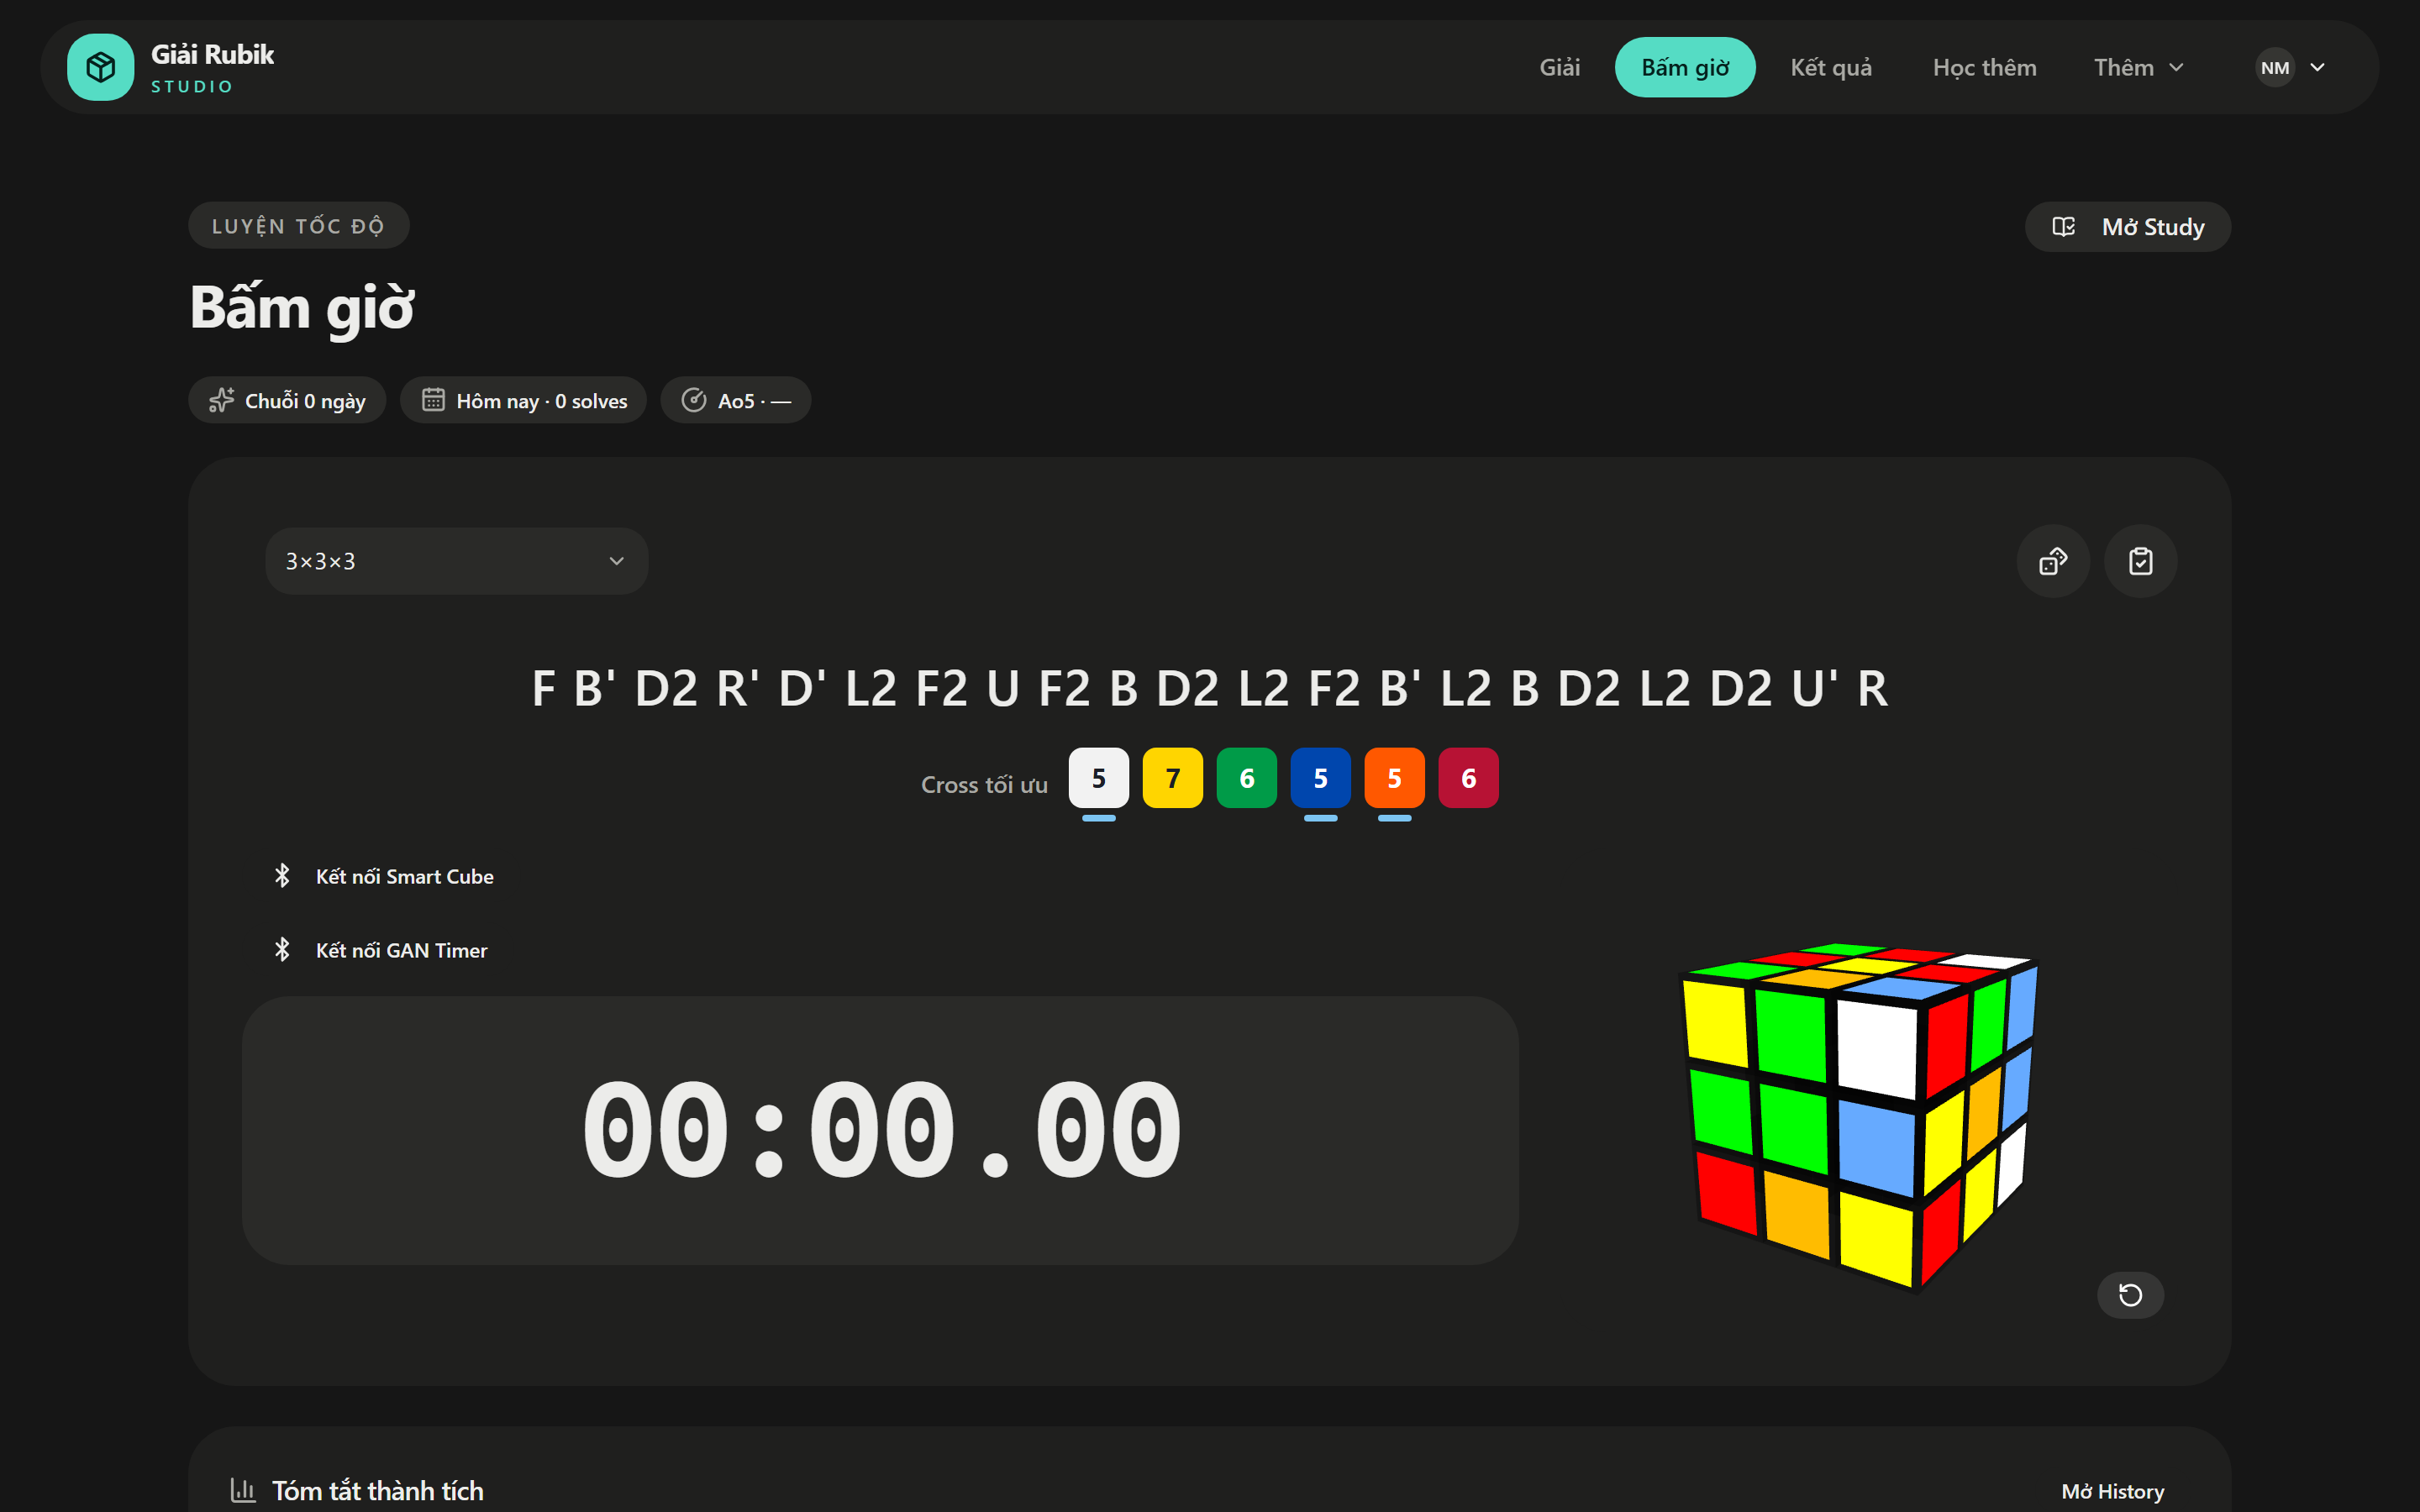 Giải Rubik
STUDIO
Giải
Bấm giờ
Kết quả
Học thêm
Thêm
NM
LUYỆN TỐC ĐỘ
Mở Study
Bấm giờ
Chuỗi 0 ngày
Hôm nay · 0 solves
Ao5 · —
3×3×3
F B' D2 R' D' L2 F2 U F2 B D2 L2 F2 B' L2 B D2 L2 D2 U' R
Cross tối ưu
5
7
6
5
5
6
Kết nối Smart Cube
Kết nối GAN Timer
00:00.00
Tóm tắt thành tích
Mở History